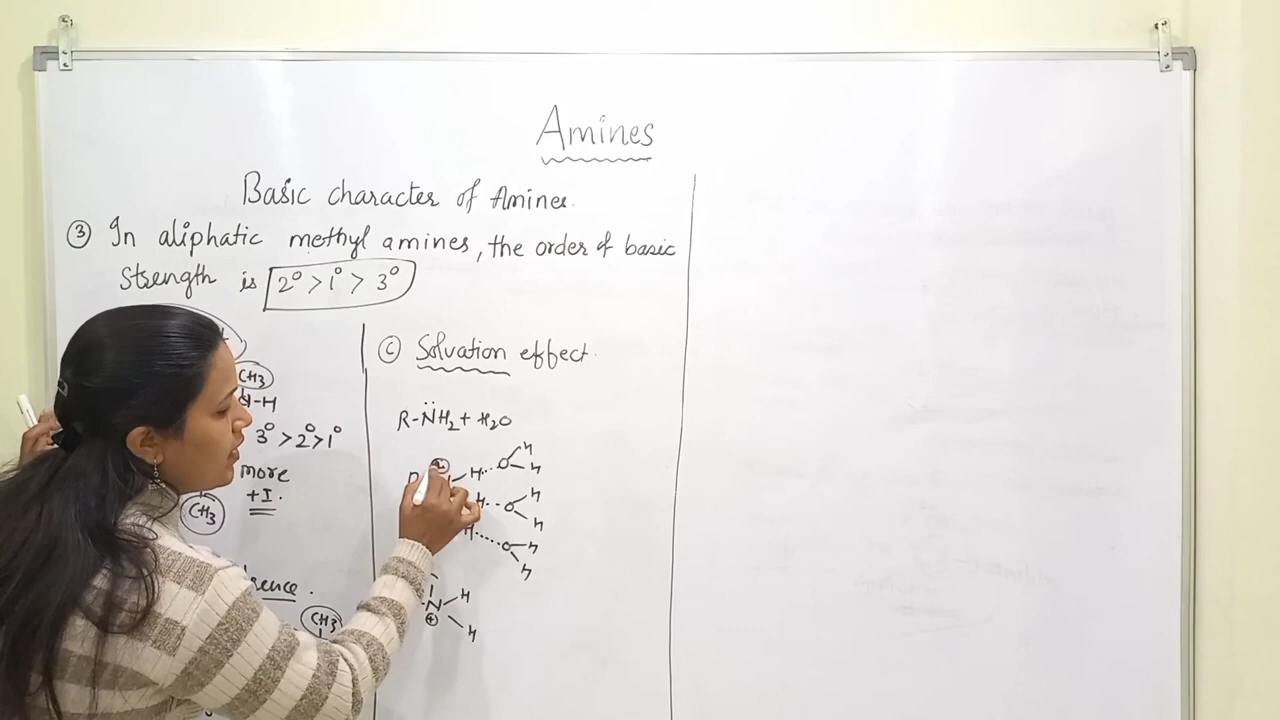 Amines
Basic character of Amines.
③ In aliphatic methyl amines, the order of basic
strength is 2° > 1° > 3°
CH3
N-H
3° > 2° > 1°
more
+I.
CH3
CH3
Ⓒ Solvation effect.
R-N̈H2 + H2O
H... O H
H
H... O H
H
H..... O H
H
N H
⊕ H